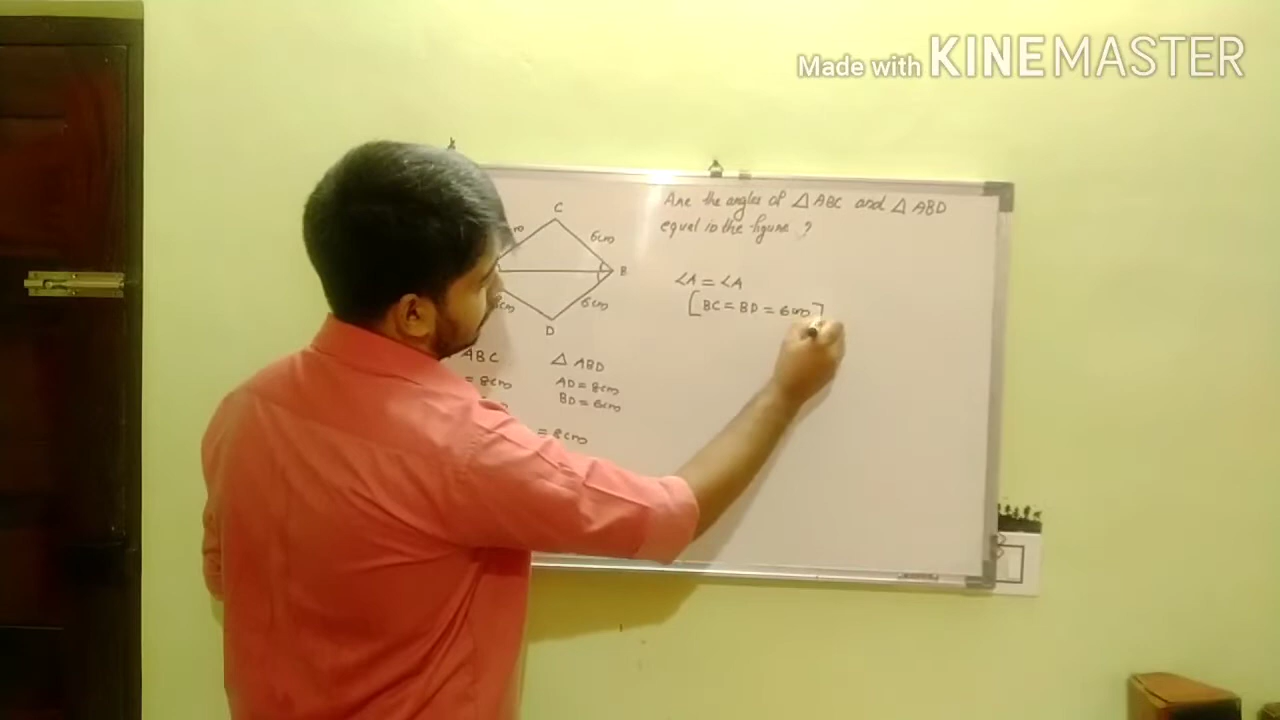 Made with KINEMASTER
Are the angles of △ ABC and △ ABD
equal in the figure ?
C
6cm
B
6cm
8cm
D
∠A = ∠A
[BC = BD = 6cm]
ABC
△ ABD
= 8cm
AD = 8cm
BD = 6cm
= 8cm